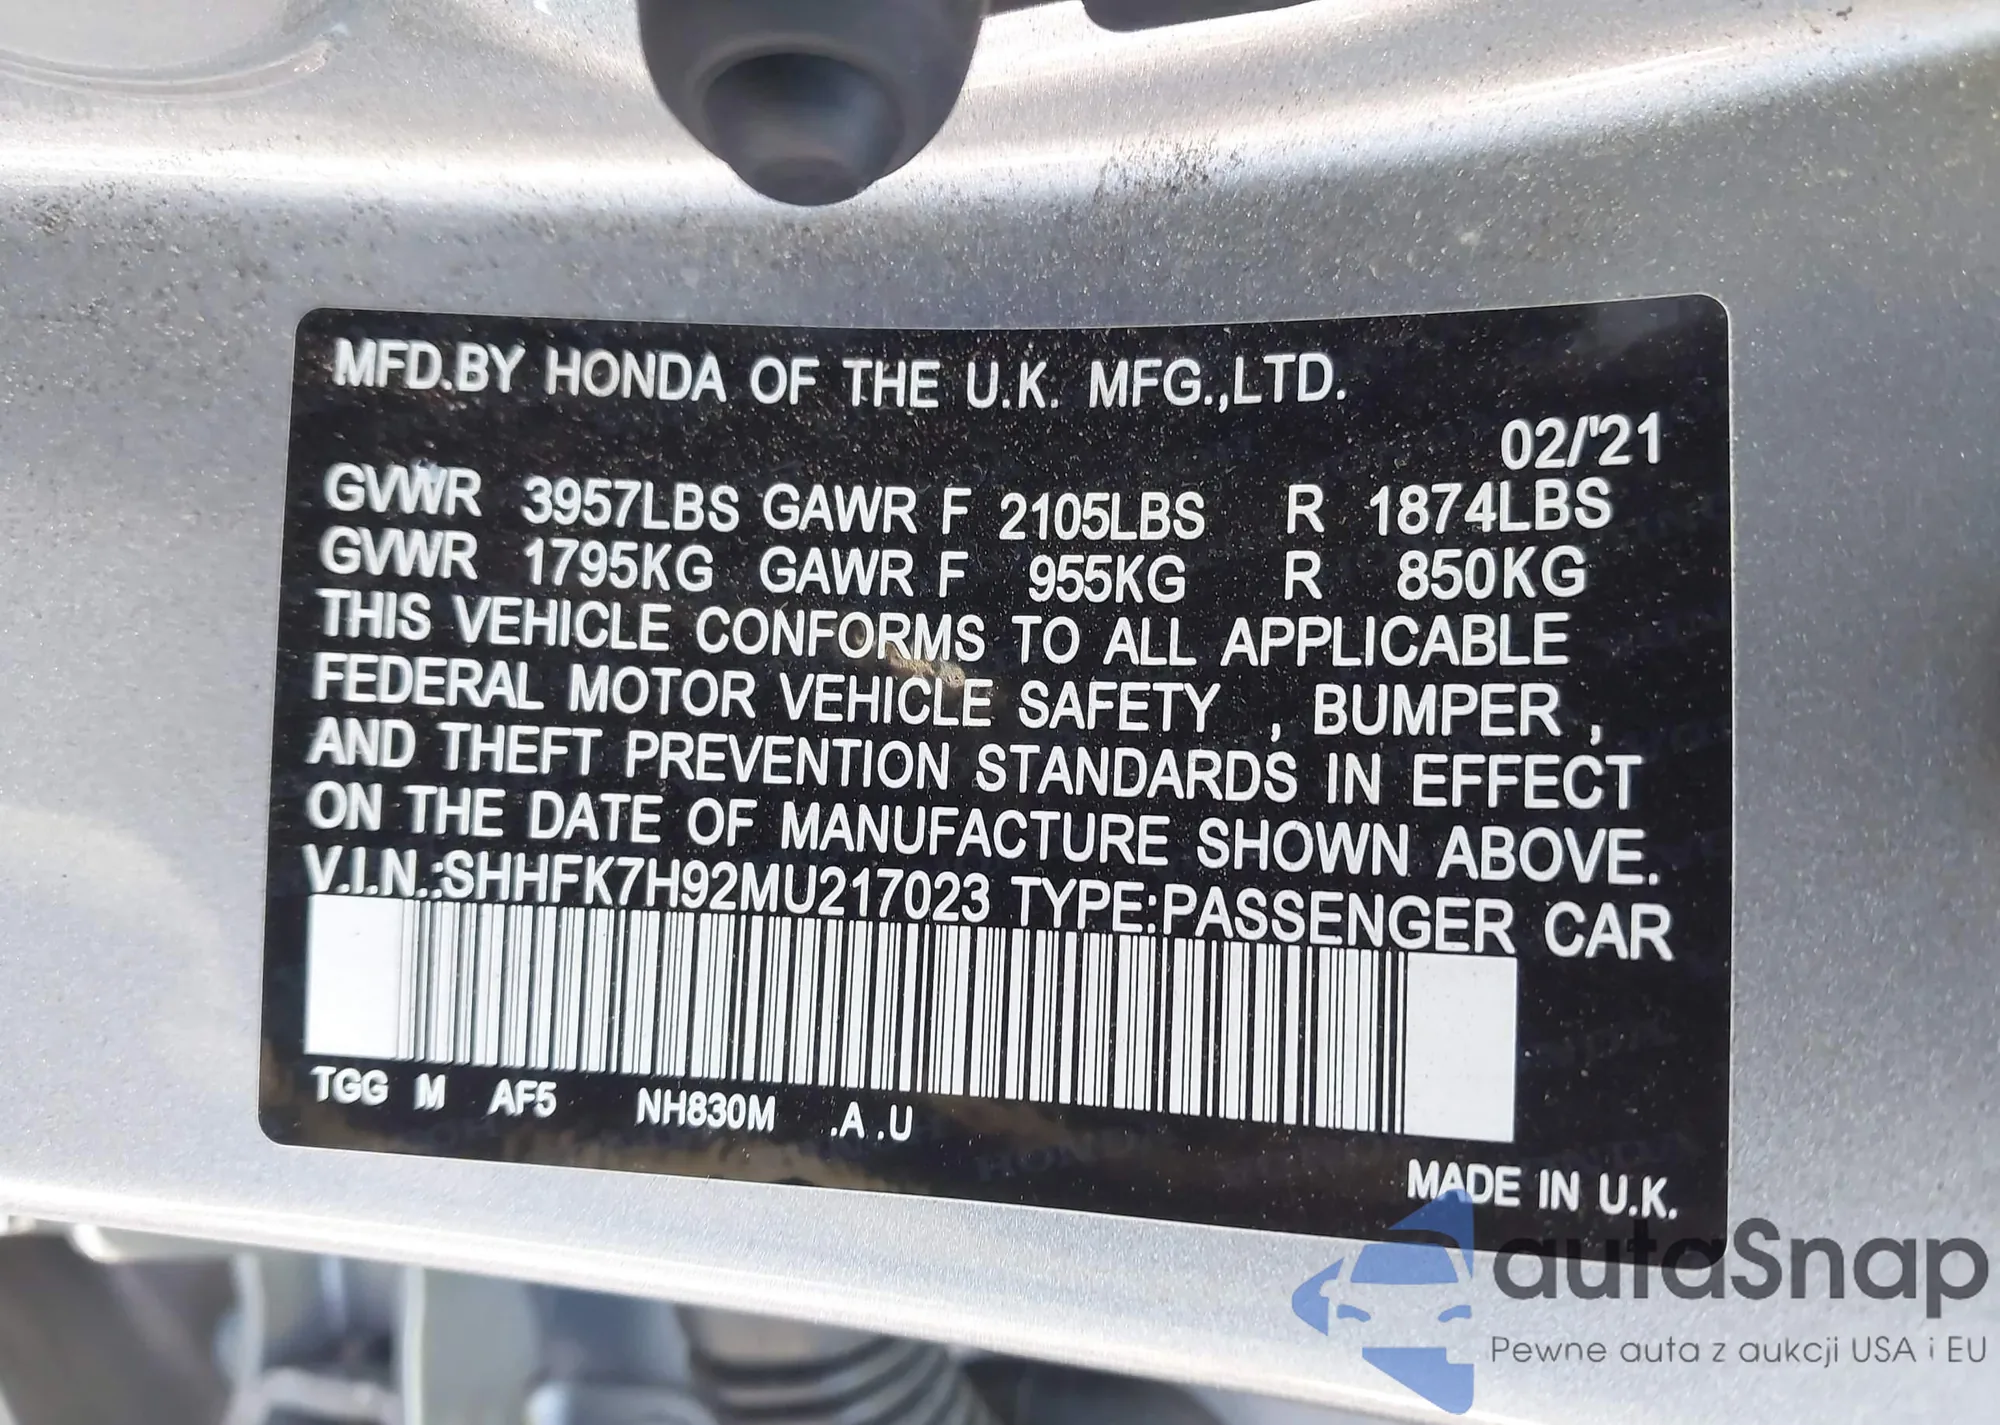 MFD.BY HONDA OF THE U.K. MFG.,LTD.
02/'21
GVWR 3957LBS GAWR F 2105LBS R 1874LBS
GVWR 1795KG GAWR F 955KG R 850KG
THIS VEHICLE CONFORMS TO ALL APPLICABLE
FEDERAL MOTOR VEHICLE SAFETY , BUMPER ,
AND THEFT PREVENTION STANDARDS IN EFFECT
ON THE DATE OF MANUFACTURE SHOWN ABOVE.
V.I.N.:SHHFK7H92MU217023 TYPE:PASSENGER CAR
TGG M AF5 NH830M .A .U
MADE IN U.K.
autaSnap
Pewne auta z aukcji USA i EU